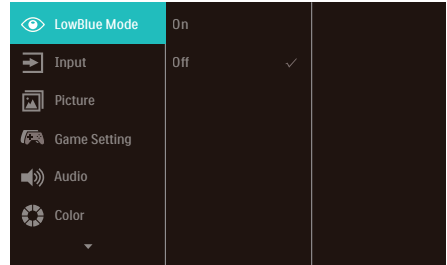 LowBlue Mode
On
Input
Off
Picture
Game Setting
Audio
Color